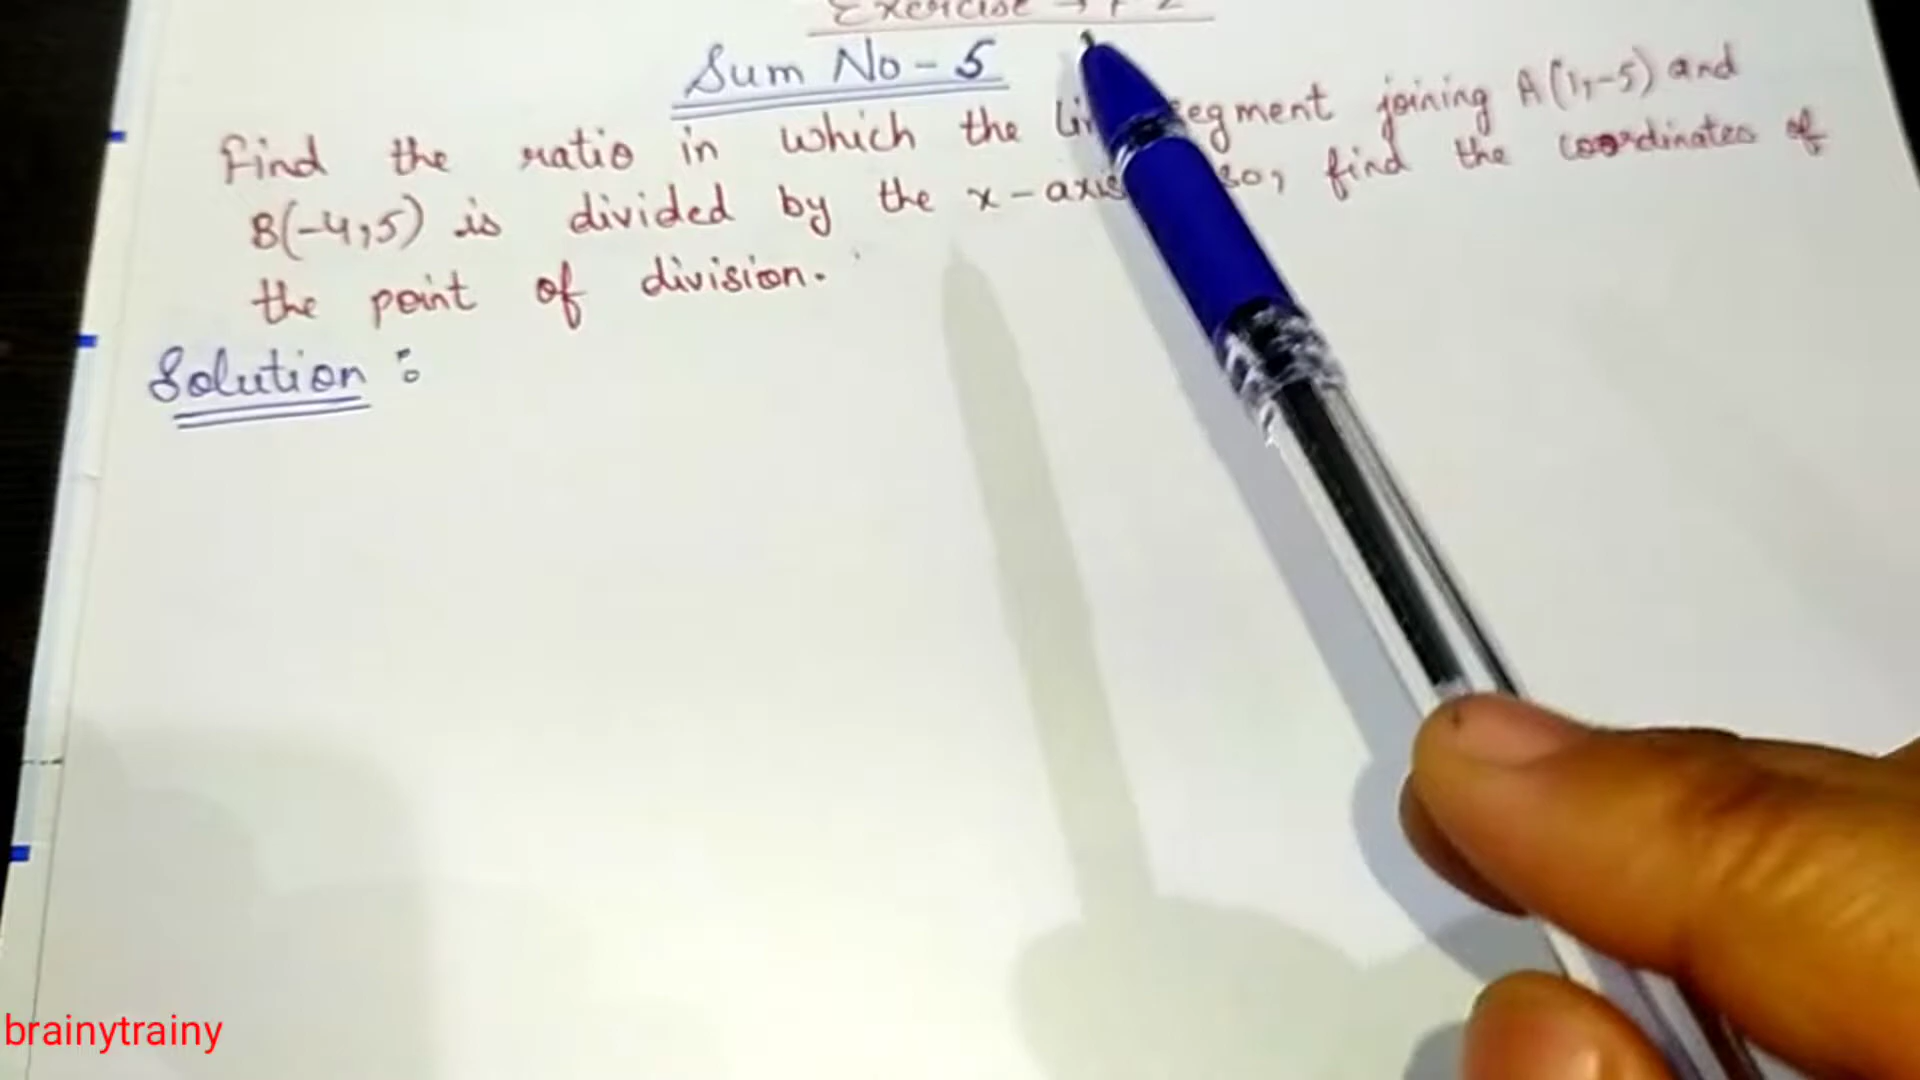 Exercise →
Sum No - 5
Find the ratio in which the segment joining A(1,-5) and
B(-4,5) is divided by the x-axis find the coordinates of
the point of division.
Solution :
brainytrainy